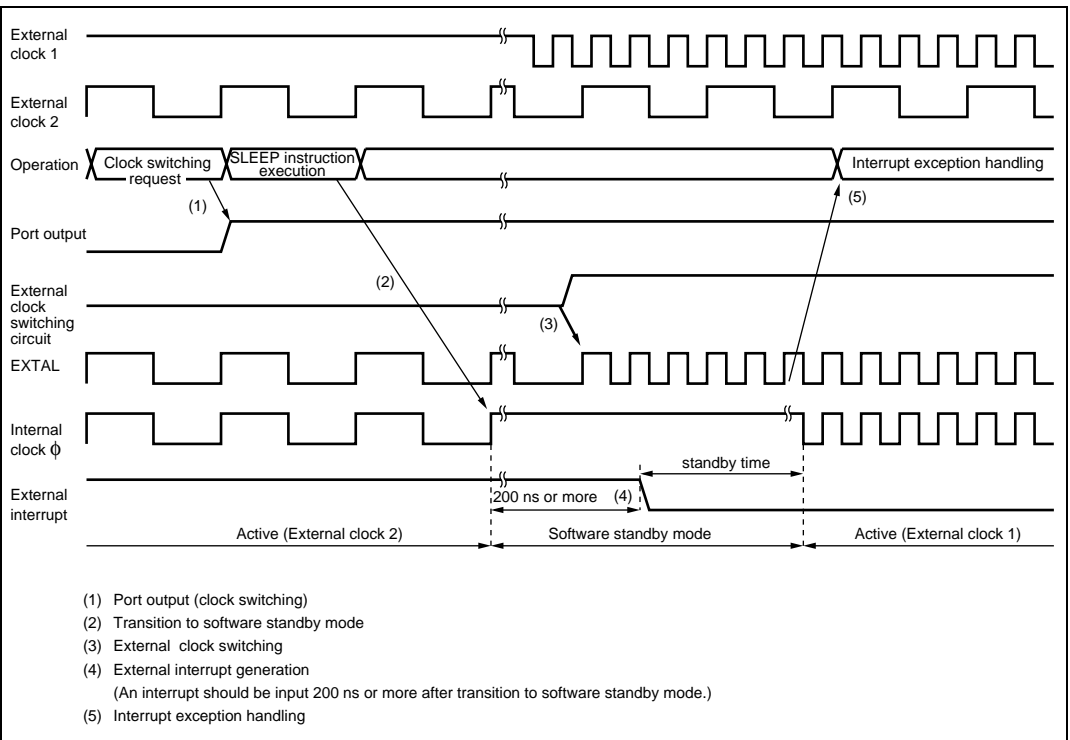 External
clock 1
External
clock 2
Operation
Clock switching
request
SLEEP instruction
execution
Interrupt exception handling
(1)
(5)
Port output
(2)
External
clock
switching
circuit
(3)
EXTAL
Internal
clock ϕ
standby time
External
interrupt
200 ns or more (4)
Active (External clock 2)
Software standby mode
Active (External clock 1)
(1) Port output (clock switching)
(2) Transition to software standby mode
(3) External clock switching
(4) External interrupt generation
(An interrupt should be input 200 ns or more after transition to software standby mode.)
(5) Interrupt exception handling